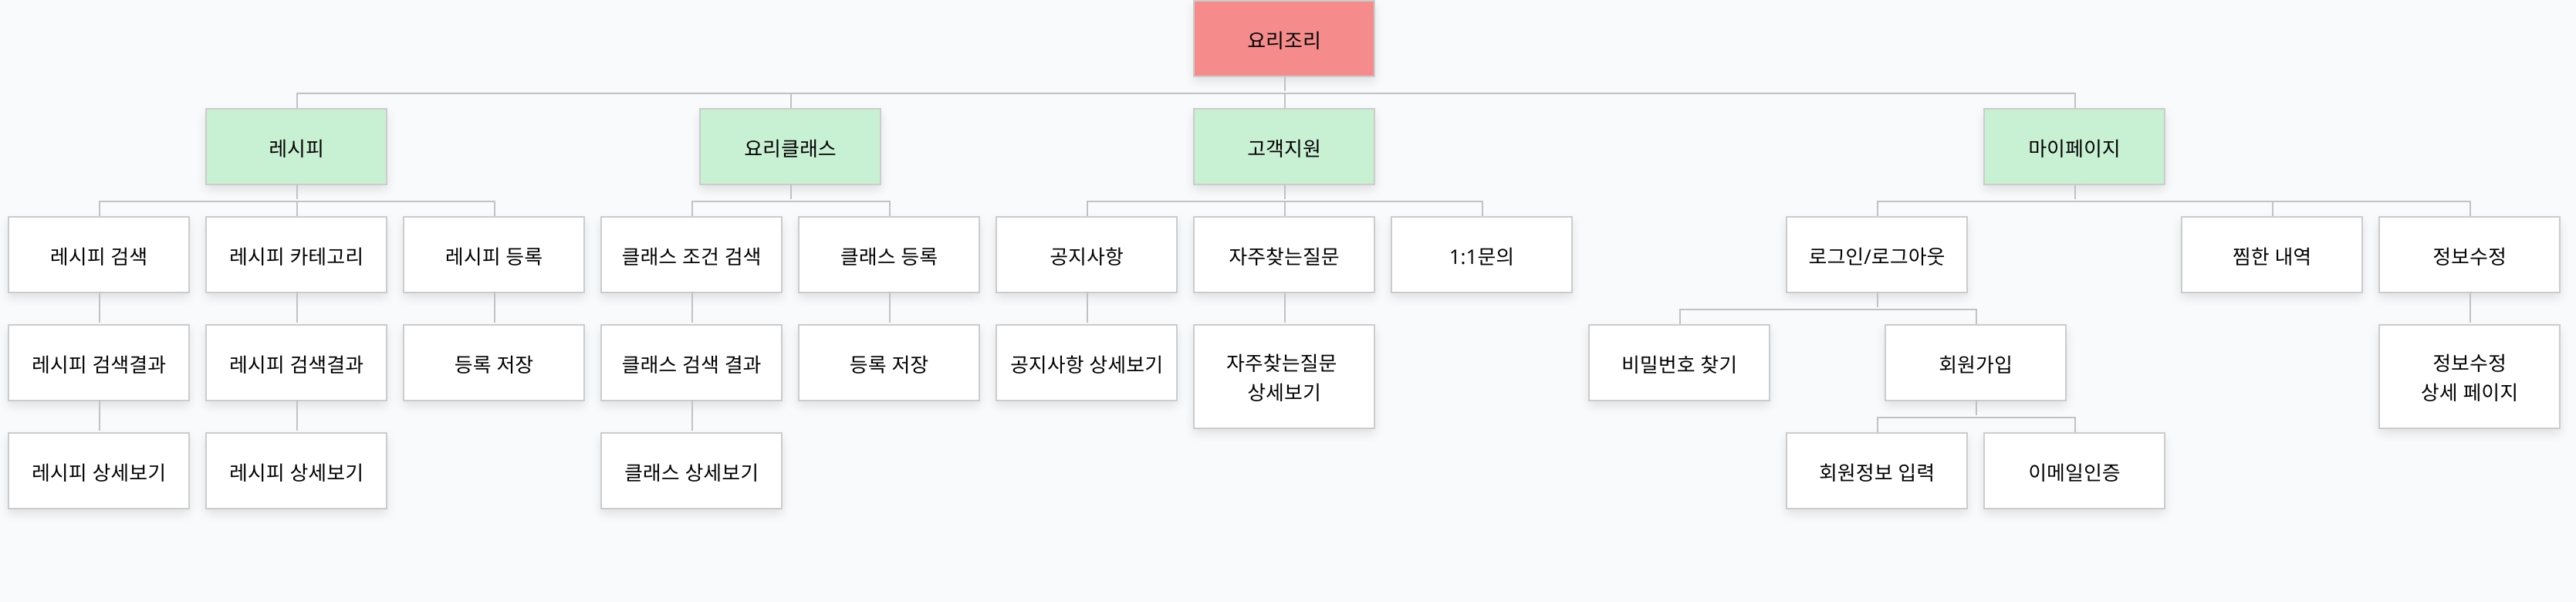 요리조리
레시피
요리클래스
고객지원
마이페이지
레시피 검색
레시피 카테고리
레시피 등록
클래스 조건 검색
클래스 등록
공지사항
자주찾는질문
1:1문의
로그인/로그아웃
찜한 내역
정보수정
레시피 검색결과
레시피 검색결과
등록 저장
클래스 검색 결과
등록 저장
공지사항 상세보기
자주찾는질문
상세보기
비밀번호 찾기
회원가입
정보수정
상세 페이지
레시피 상세보기
레시피 상세보기
클래스 상세보기
회원정보 입력
이메일인증